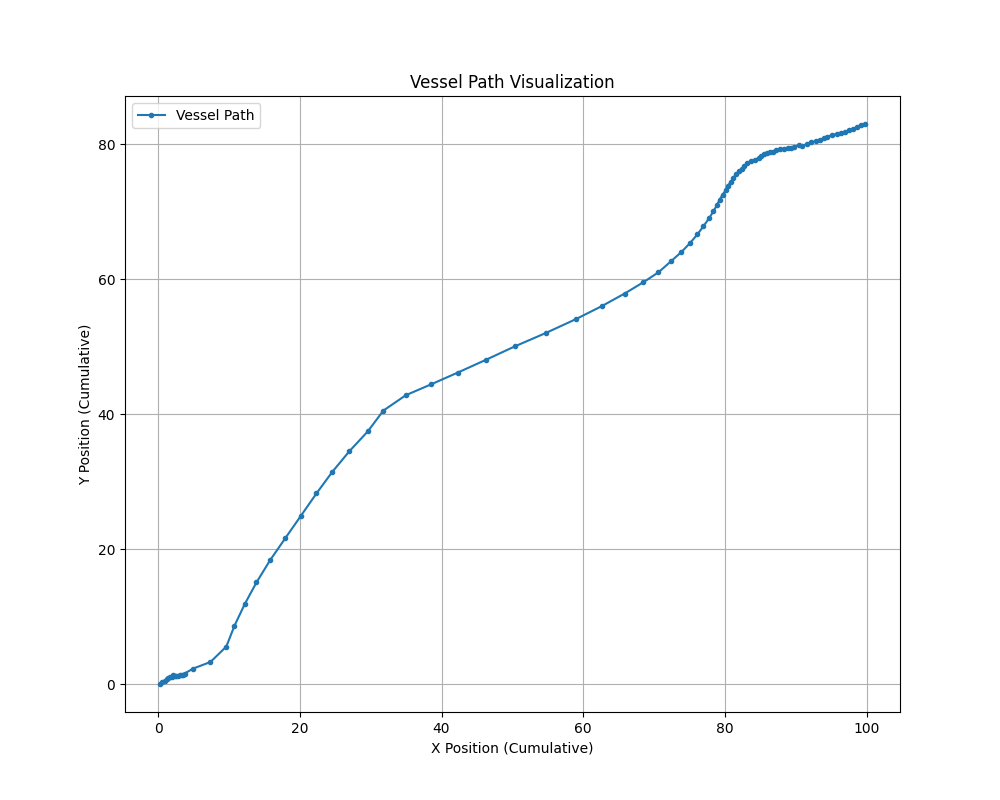 Vessel Path Visualization
Vessel Path
80
60
40
20
0
Y Position (Cumulative)
0 20 40 60 80 100
X Position (Cumulative)